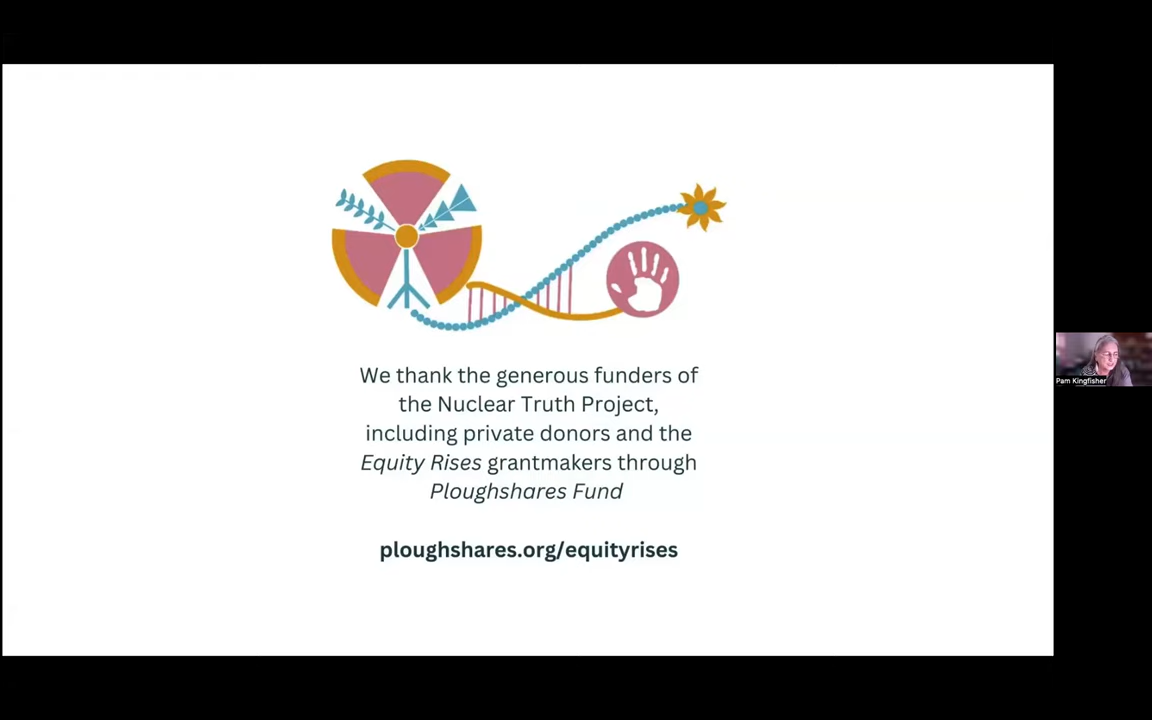 We thank the generous funders of
the Nuclear Truth Project,
including private donors and the
Equity Rises grantmakers through
Ploughshares Fund
ploughshares.org/equityrises
Pam Kingfisher